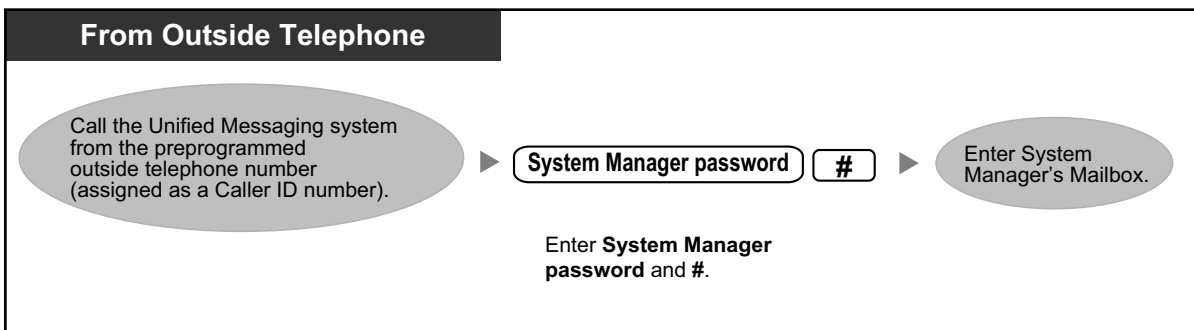 From Outside Telephone
Call the Unified Messaging system
from the preprogrammed
outside telephone number
(assigned as a Caller ID number).
System Manager password
#
Enter System
Manager's Mailbox.
Enter System Manager
password and #.